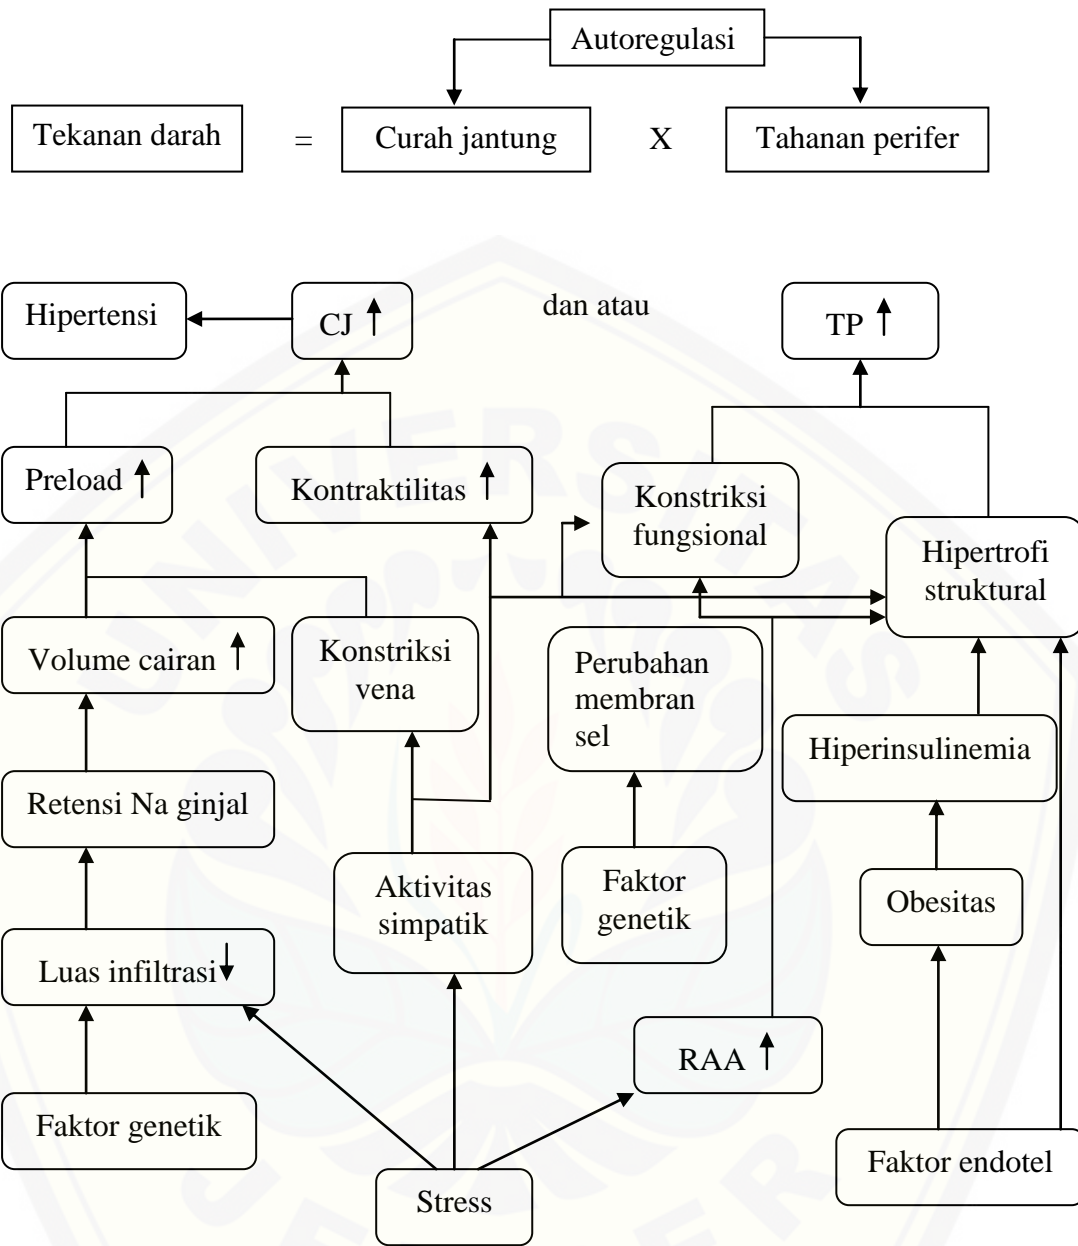 Autoregulasi
Tekanan darah = Curah jantung X Tahanan perifer
Hipertensi
CJ ↑
dan atau
TP ↑
Preload ↑
Kontraktilitas ↑
Konstriksi
fungsional
Hipertrofi
struktural
Volume cairan ↑
Konstriksi
vena
Perubahan
membran
sel
Hiperinsulinemia
Retensi Na ginjal
Aktivitas
simpatik
Faktor
genetik
Obesitas
Luas infiltrasi↓
RAA ↑
Faktor genetik
Faktor endotel
Stress
UNIVERSITAS
JEMBER